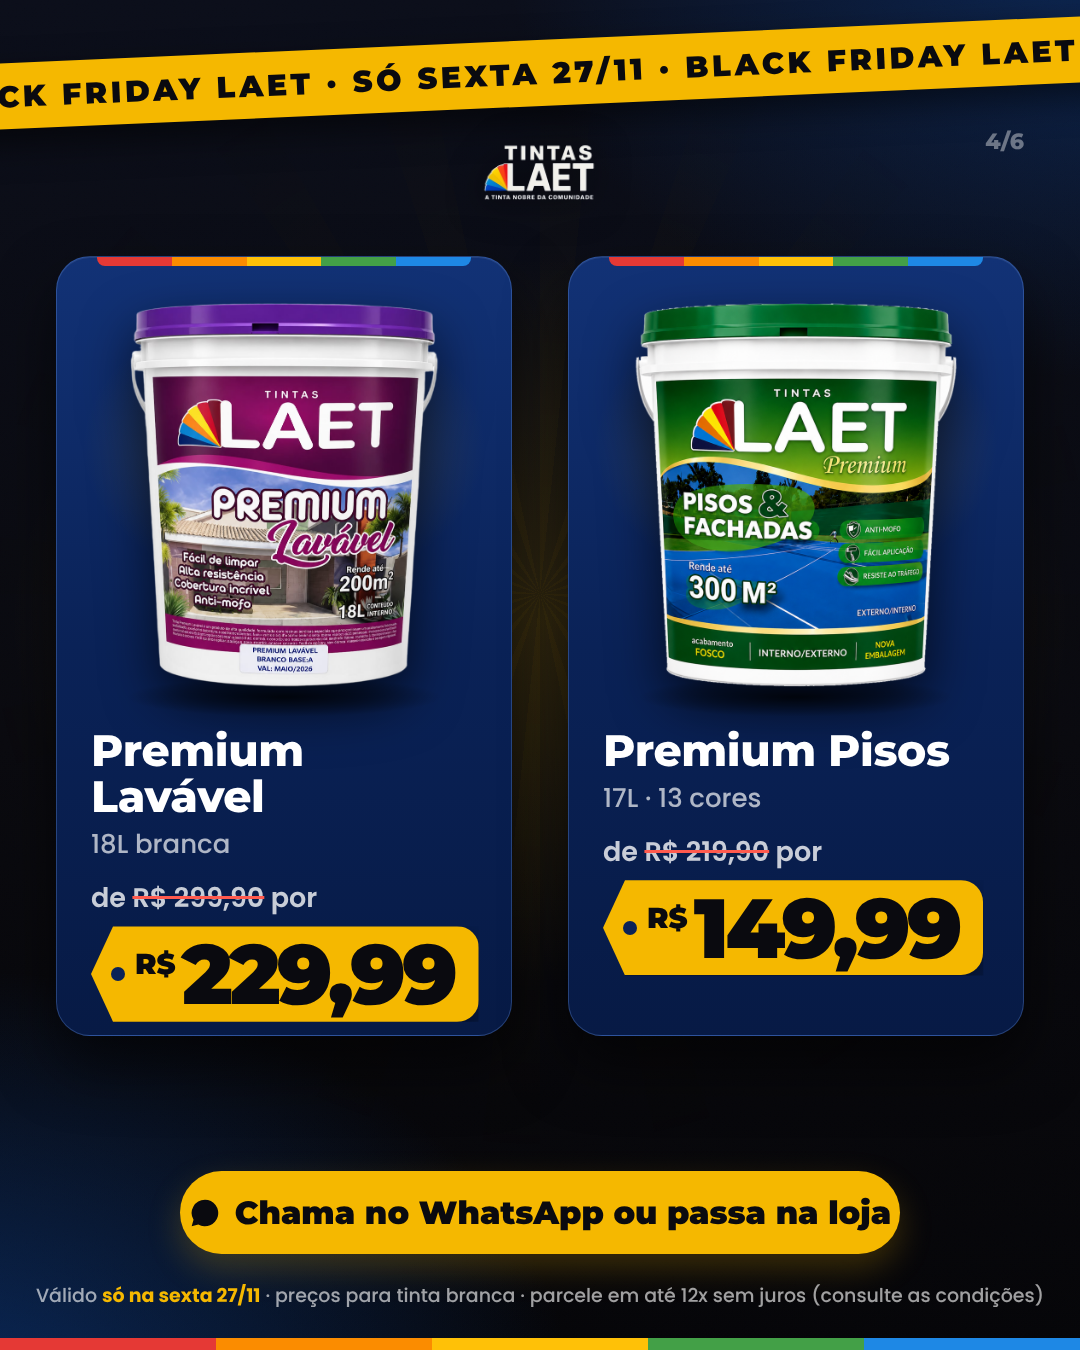 CK FRIDAY LAET · SÓ SEXTA 27/11 · BLACK FRIDAY LAET
4/6
TINTAS
LAET
A TINTA NOBRE DA COMUNIDADE
TINTAS
LAET
PREMIUM
Lavável
Fácil de limpar
Alta resistência
Cobertura incrível
Anti-mofo
Rende até
200m²
18L CONTEÚDO INTERNO
PREMIUM LAVÁVEL
BRANCO BASE:A
VAL: MAIO/2026
Premium
Lavável
18L branca
de R$ 299,90 por
R$ 229,99
TINTAS
LAET
Premium
PISOS &
FACHADAS
ANTI-MOFO
FÁCIL APLICAÇÃO
RESISTE AO TRÁFEGO
Rende até
300 M²
EXTERNO/INTERNO
acabamento
FOSCO
INTERNO/EXTERNO
NOVA
EMBALAGEM
Premium Pisos
17L · 13 cores
de R$ 219,90 por
R$ 149,99
Chama no WhatsApp ou passa na loja
Válido só na sexta 27/11 · preços para tinta branca · parcele em até 12x sem juros (consulte as condições)